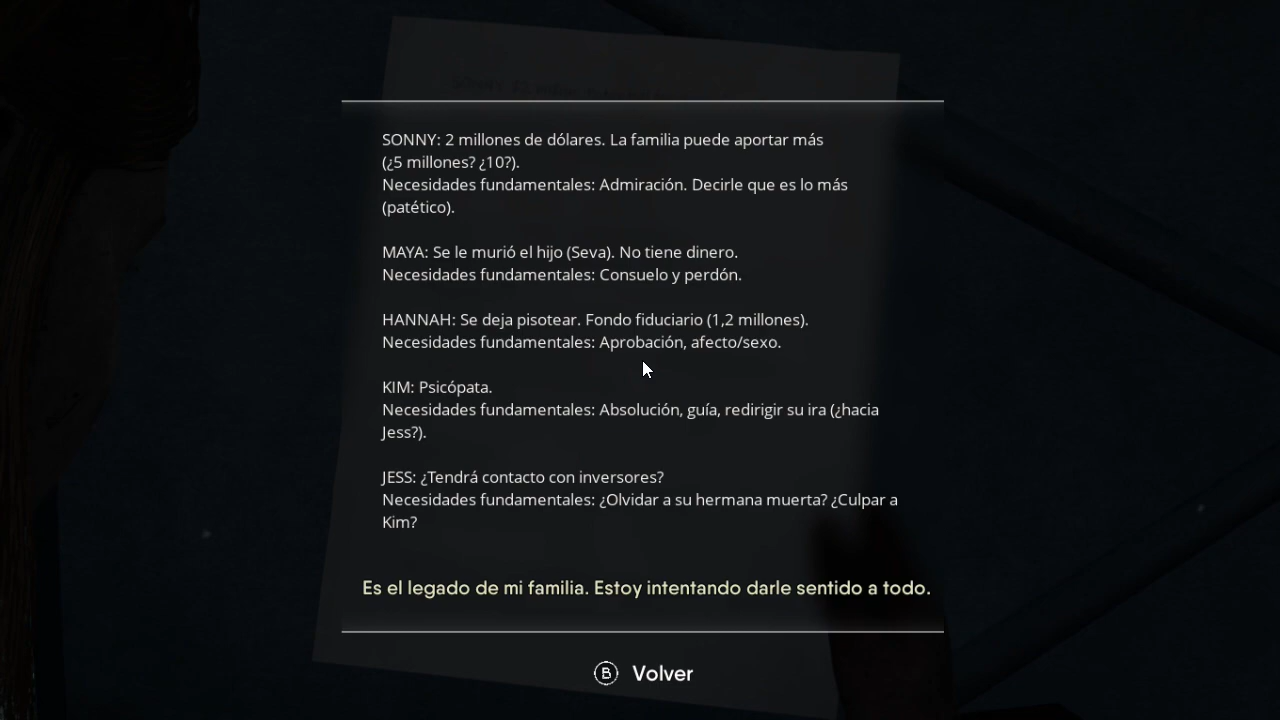 SONNY: 2 millones de dólares. La familia puede aportar más
(¿5 millones? ¿10?).
Necesidades fundamentales: Admiración. Decirle que es lo más
(patético).
MAYA: Se le murió el hijo (Seva). No tiene dinero.
Necesidades fundamentales: Consuelo y perdón.
HANNAH: Se deja pisotear. Fondo fiduciario (1,2 millones).
Necesidades fundamentales: Aprobación, afecto/sexo.
KIM: Psicópata.
Necesidades fundamentales: Absolución, guía, redirigir su ira (¿hacia
Jess?).
JESS: ¿Tendrá contacto con inversores?
Necesidades fundamentales: ¿Olvidar a su hermana muerta? ¿Culpar a
Kim?
Es el legado de mi familia. Estoy intentando darle sentido a todo.
B Volver